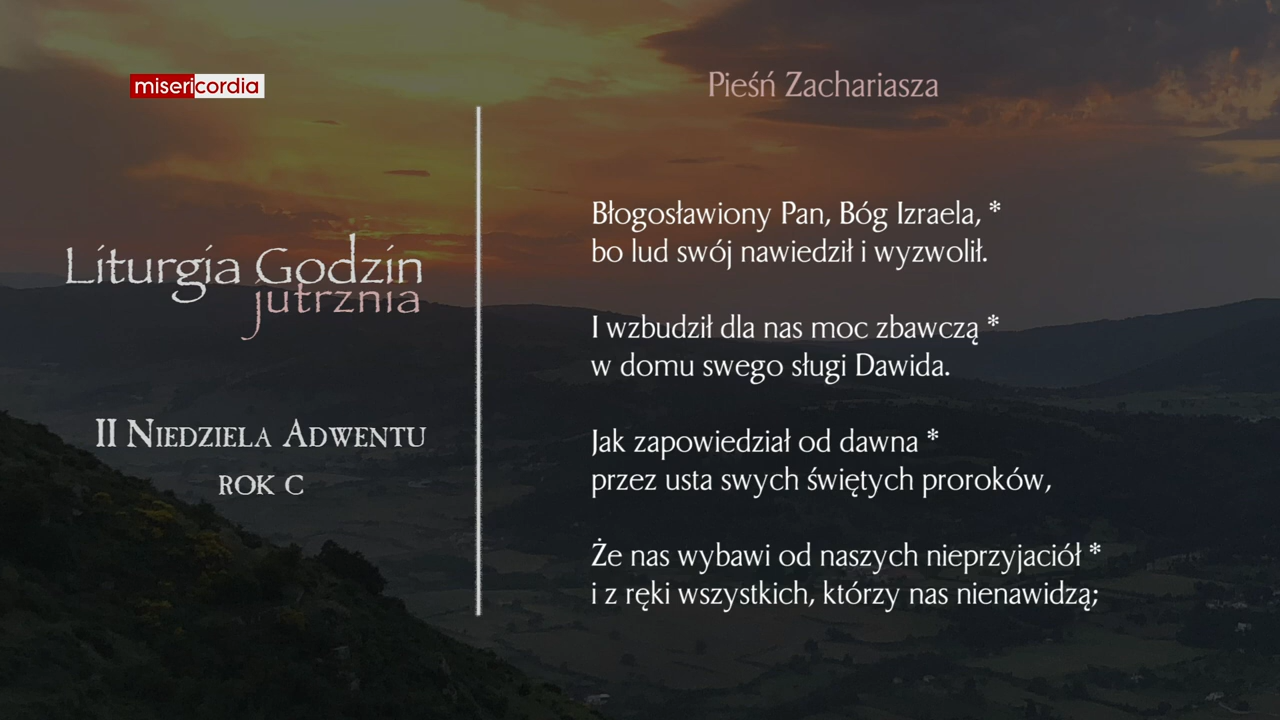 misericordia
Liturgia Godzin
jutrznia
II Niedziela Adwentu
rok c
Pieśń Zachariasza
Błogosławiony Pan, Bóg Izraela, *
bo lud swój nawiedził i wyzwolił.
I wzbudził dla nas moc zbawczą *
w domu swego sługi Dawida.
Jak zapowiedział od dawna *
przez usta swych świętych proroków,
Że nas wybawi od naszych nieprzyjaciół *
i z ręki wszystkich, którzy nas nienawidzą;